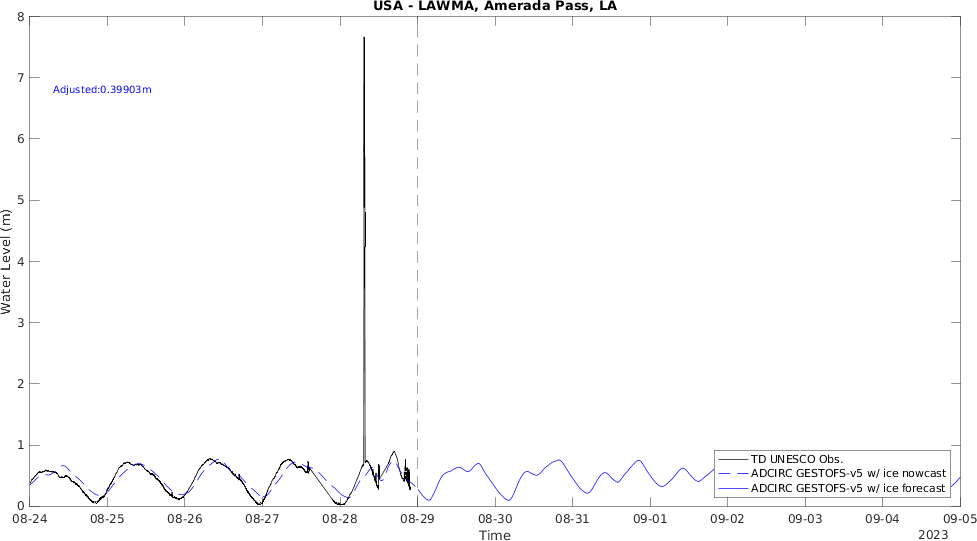 USA - LAWMA, Amerada Pass, LA
8
7
Adjusted:0.39903m
6
5
4
3
2
1
0
Water Level (m)
TD UNESCO Obs.
ADCIRC GESTOFS-v5 w/ ice nowcast
ADCIRC GESTOFS-v5 w/ ice forecast
08-24 08-25 08-26 08-27 08-28 08-29 08-30 08-31 09-01 09-02 09-03 09-04 09-05
Time
2023